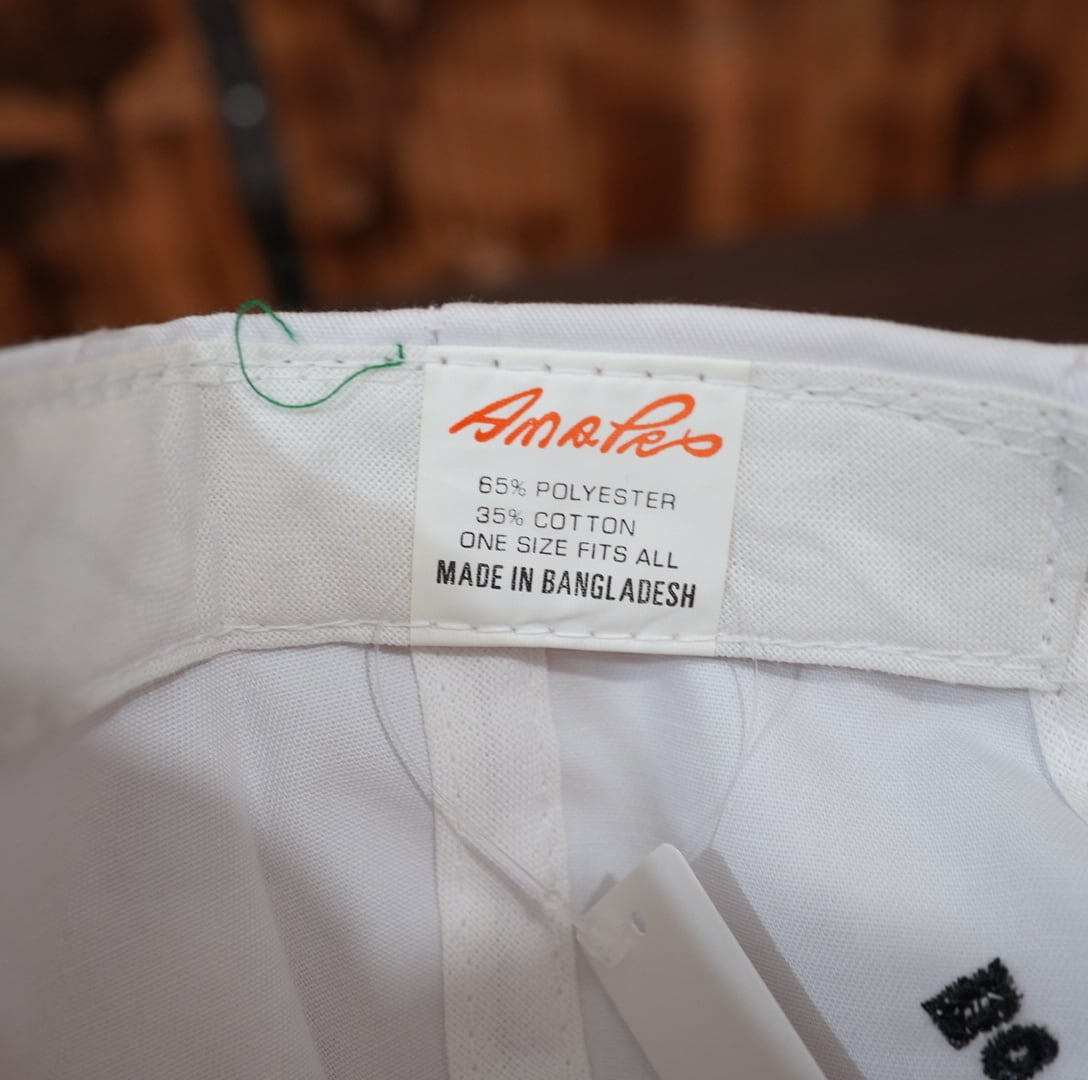 AMAPRO
65% POLYESTER
35% COTTON
ONE SIZE FITS ALL
MADE IN BANGLADESH